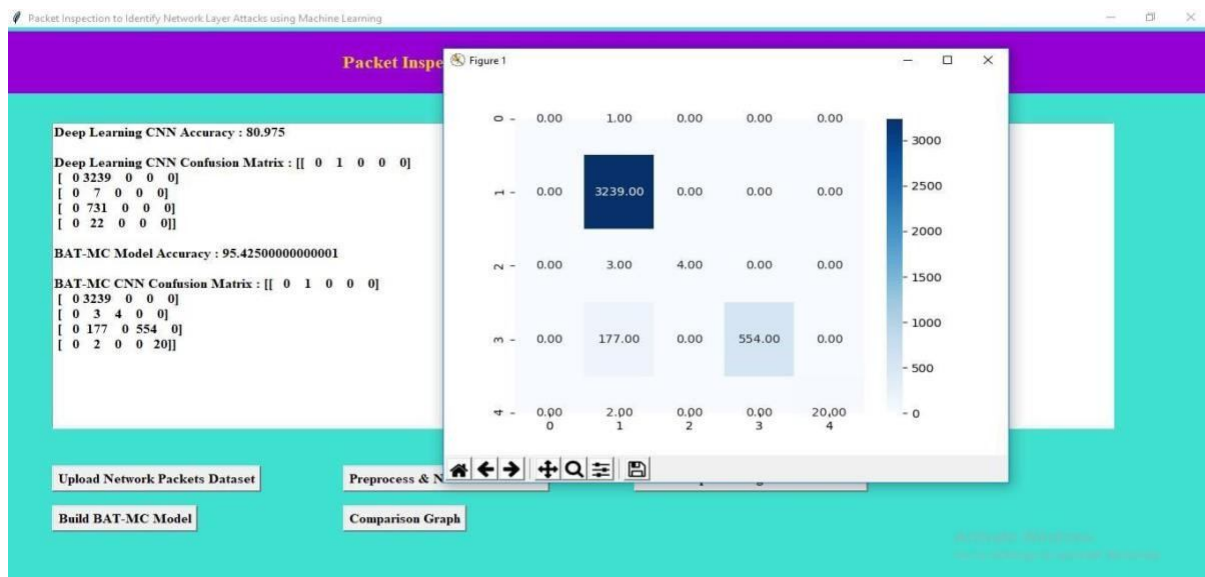 Packet Inspection to Identify Network Layer Attacks using Machine Learning
Packet Inspe
Deep Learning CNN Accuracy : 80.975
Deep Learning CNN Confusion Matrix : [[ 0 1 0 0 0]
[ 0 3239 0 0 0]
[ 0 7 0 0 0]
[ 0 731 0 0 0]
[ 0 22 0 0 0]]
BAT-MC Model Accuracy : 95.42500000000001
BAT-MC CNN Confusion Matrix : [[ 0 1 0 0 0]
[ 0 3239 0 0 0]
[ 0 3 4 0 0]
[ 0 177 0 554 0]
[ 0 2 0 0 20]]
Figure 1
0 - 0.00 1.00 0.00 0.00 0.00
1 - 0.00 3239.00 0.00 0.00 0.00
2 - 0.00 3.00 4.00 0.00 0.00
3 - 0.00 177.00 0.00 554.00 0.00
4 - 0.00 2.00 0.00 0.00 20.00
0 1 2 3 4
- 3000
- 2500
- 2000
- 1500
- 1000
- 500
- 0
Upload Network Packets Dataset
Preprocess & N
Build BAT-MC Model
Comparison Graph